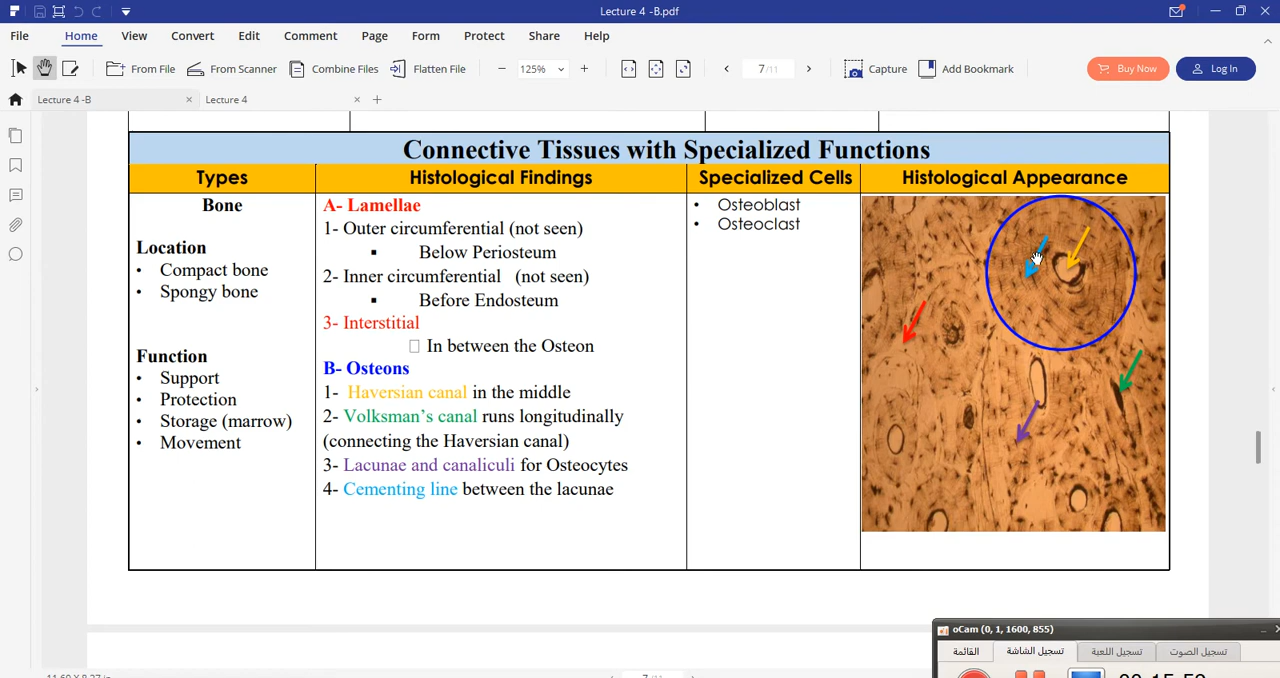 Lecture 4 -B.pdf
File Home View Convert Edit Comment Page Form Protect Share Help
From File From Scanner Combine Files Flatten File 125% 7/11 Capture Add Bookmark Buy Now Log In
Lecture 4 -B Lecture 4
Connective Tissues with Specialized Functions
Types Histological Findings Specialized Cells Histological Appearance
Bone
Location
• Compact bone
• Spongy bone
Function
• Support
• Protection
• Storage (marrow)
• Movement
A- Lamellae
1- Outer circumferential (not seen)
▪ Below Periosteum
2- Inner circumferential (not seen)
▪ Before Endosteum
3- Interstitial
In between the Osteon
B- Osteons
1- Haversian canal in the middle
2- Volksman's canal runs longitudinally
(connecting the Haversian canal)
3- Lacunae and canaliculi for Osteocytes
4- Cementing line between the lacunae
• Osteoblast
• Osteoclast
oCam (0, 1, 1600, 855)
القائمة تسجيل الشاشة تسجيل اللعبة تسجيل الصوت